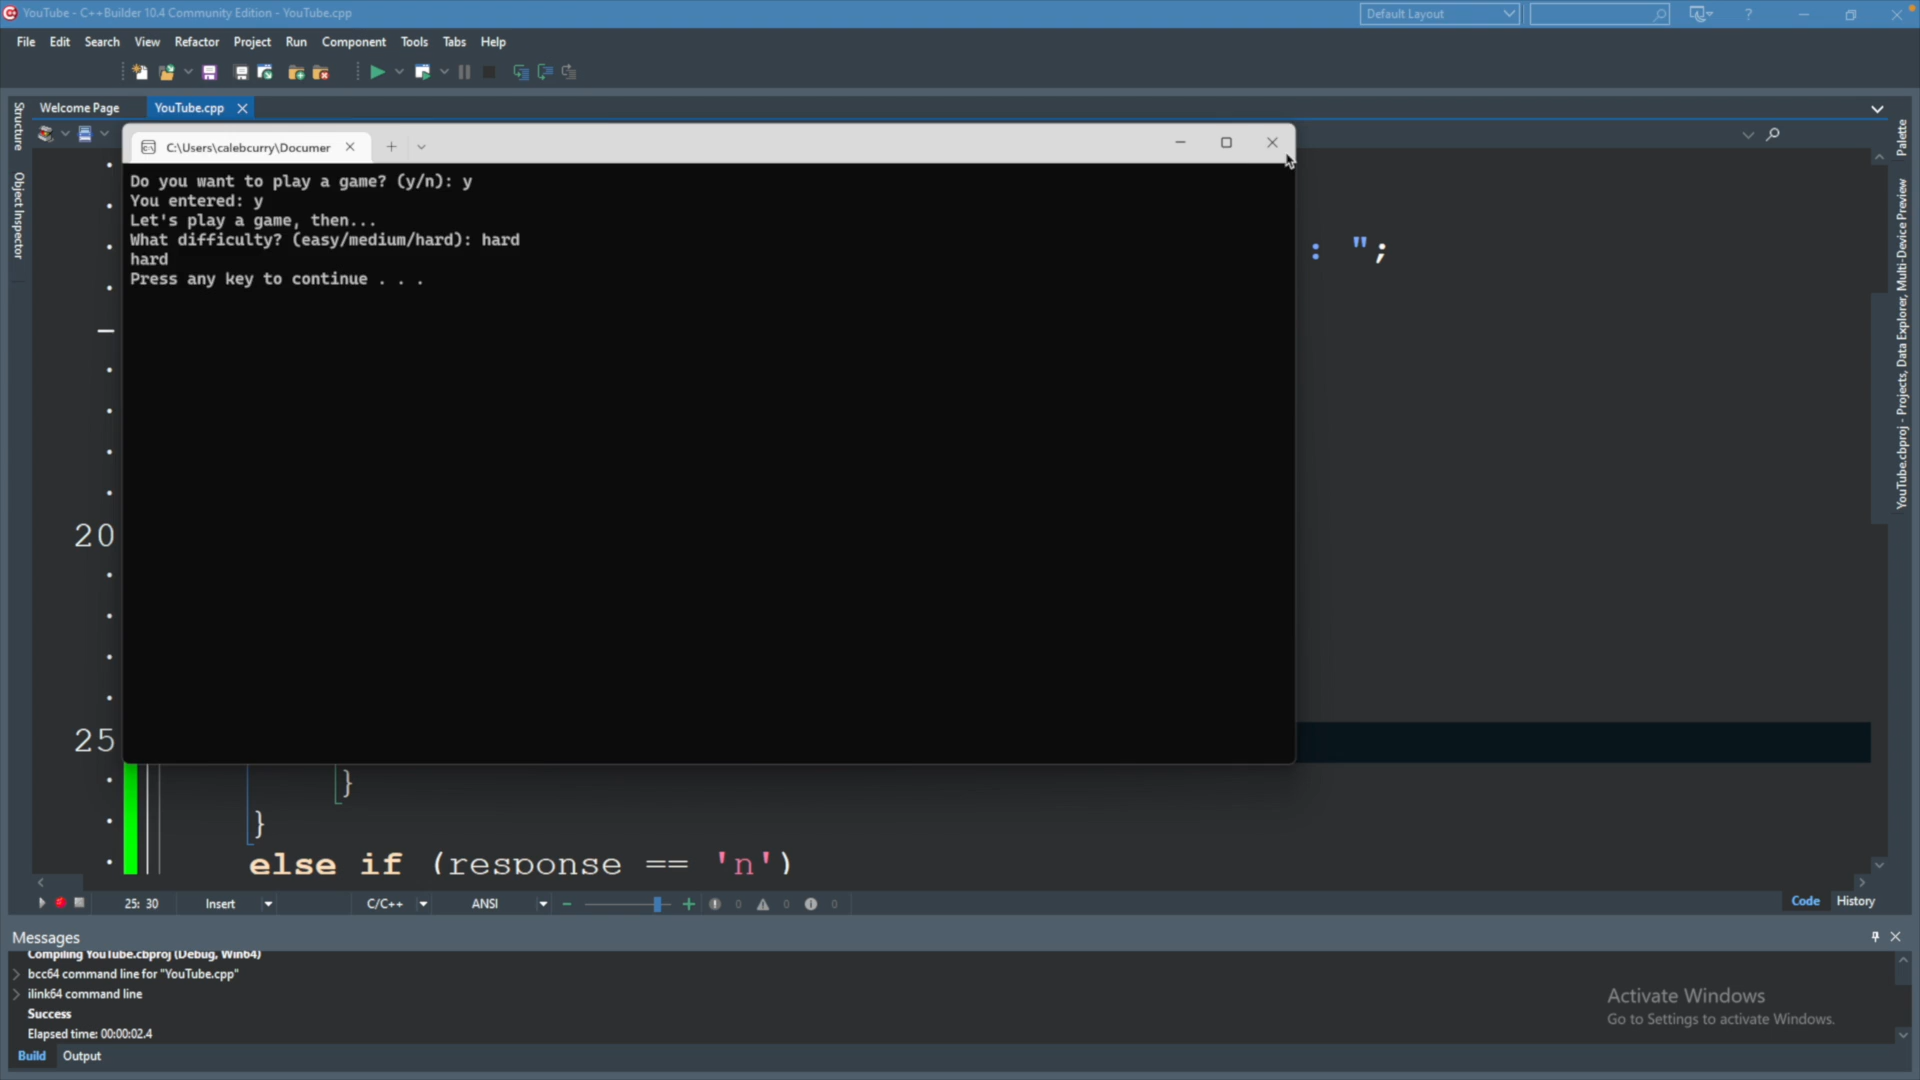 YouTube - C++Builder 10.4 Community Edition - YouTube.cpp
Default Layout
?
File Edit Search View Refactor Project Run Component Tools Tabs Help
Welcome Page YouTube.cpp
Structure
Object Inspector
C:\Users\calebcurry\Documer
Do you want to play a game? (y/n): y
You entered: y
Let's play a game, then...
What difficulty? (easy/medium/hard): hard
hard
Press any key to continue . . .
: ";
20
25
}
}
else if (response == 'n')
Palette
YouTube.cbproj - Projects, Data Explorer, Multi-Device Preview
25: 30 Insert C/C++ ANSI 0 0 0
Code History
Messages
Compiling YouTube.cbproj (Debug, Win64)
bcc64 command line for "YouTube.cpp"
ilink64 command line
Success
Elapsed time: 00:00:02.4
Build Output
Activate Windows
Go to Settings to activate Windows.